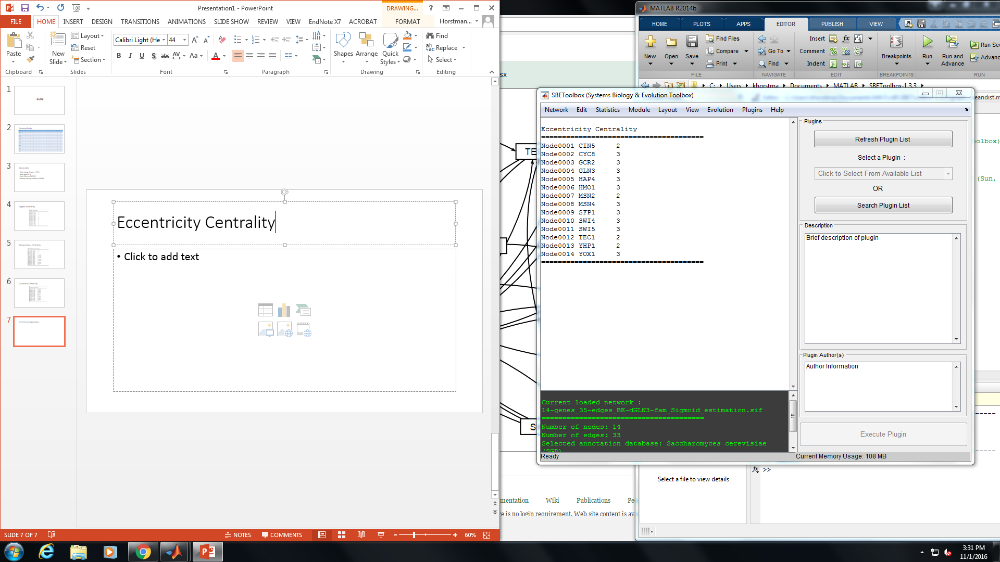 Presentation1 - PowerPoint
DRAWING...
FILE
HOME
INSERT
DESIGN
TRANSITIONS
ANIMATIONS
SLIDE SHOW
REVIEW
VIEW
EndNote X7
ACROBAT
FORMAT
Horstman...
Paste
New
Slide
Layout
Reset
Section
Calibri Light (He
44
B I U S abc AV Aa A
Shapes
Arrange
Quick
Styles
Find
Replace
Select
Clipboard
Slides
Font
Paragraph
Drawing
Editing
1
GLN3
2
3
4
Degree Centrality
5
Betweenness Centrality
6
Closeness Centrality
7
Eccentricity Centrality
Eccentricity Centrality
• Click to add text
SLIDE 7 OF 7
NOTES
COMMENTS
60%
sx
TE
S
mentation
Wiki
Publications
Pe
e is no login requirement. Web site content is av
MATLAB R2014b
HOME
PLOTS
APPS
EDITOR
PUBLISH
VIEW
New
Open
Save
Find Files
Compare
Print
Go To
Find
Insert
Comment
Indent
fx
Breakpoints
Run
Run and
Advance
Run Sec
Advanc
FILE
NAVIGATE
EDIT
BREAKPOINTS
RUN
C:
Users
khorstma
Documents
MATLAB
SBEToolbox-1.3.3
eandist.m
olbox)
(Sun,
SBEToolbox (Systems Biology & Evolution Toolbox)
Network
Edit
Statistics
Module
Layout
View
Evolution
Plugins
Help
Eccentricity Centrality
=======================================
Node0001 CIN5 2
Node0002 CYC8 3
Node0003 GCR2 3
Node0004 GLN3 3
Node0005 HAP4 3
Node0006 HMO1 3
Node0007 MSN2 2
Node0008 MSN4 3
Node0009 SFP1 3
Node0010 SWI4 3
Node0011 SWI5 3
Node0012 TEC1 2
Node0013 YHP1 2
Node0014 YOX1 3
=======================================
Current loaded network :
14-genes_35-edges_BK-dGLN3-fam_Sigmoid_estimation.sif
=======================================
Number of nodes: 14
Number of edges: 33
Selected annotation database: Saccharomyces cerevisiae
(SGD)
Ready
Current Memory Usage: 108 MB
Plugins
Refresh Plugin List
Select a Plugin :
Click to Select From Available List
OR
Search Plugin List
Description
Brief description of plugin
Plugin Author(s)
Author Information
Execute Plugin
Select a file to view details
fx >>
3:31 PM
11/1/2016